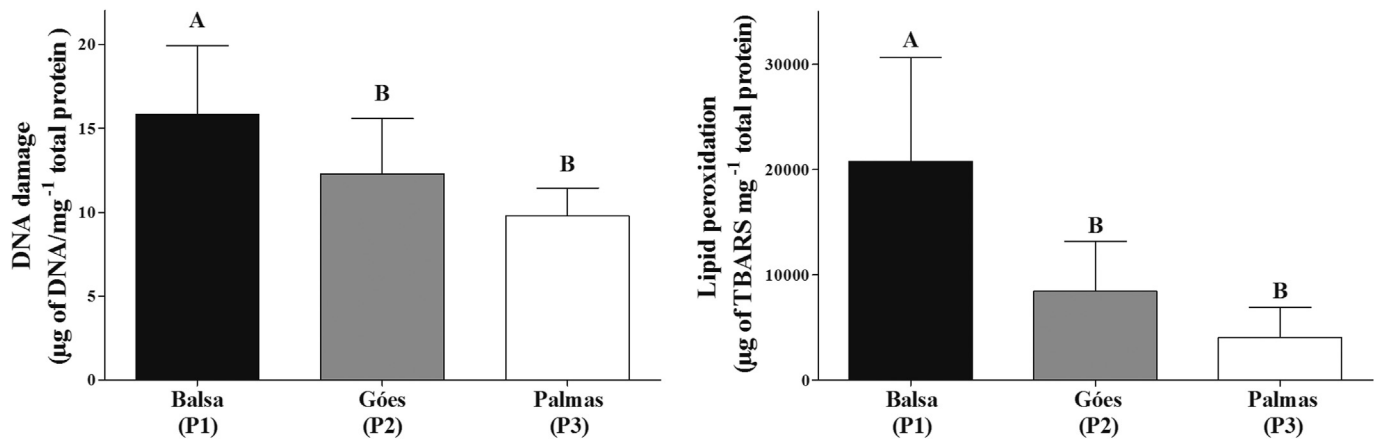 DNA damage
(µg of DNA/mg⁻¹ total protein )
20
15
10
5
0
A
B
B
Balsa
(P1)
Góes
(P2)
Palmas
(P3)
Lipid peroxidation
(µg of TBARS mg⁻¹ total protein)
30000
20000
10000
0
A
B
B
Balsa
(P1)
Góes
(P2)
Palmas
(P3)